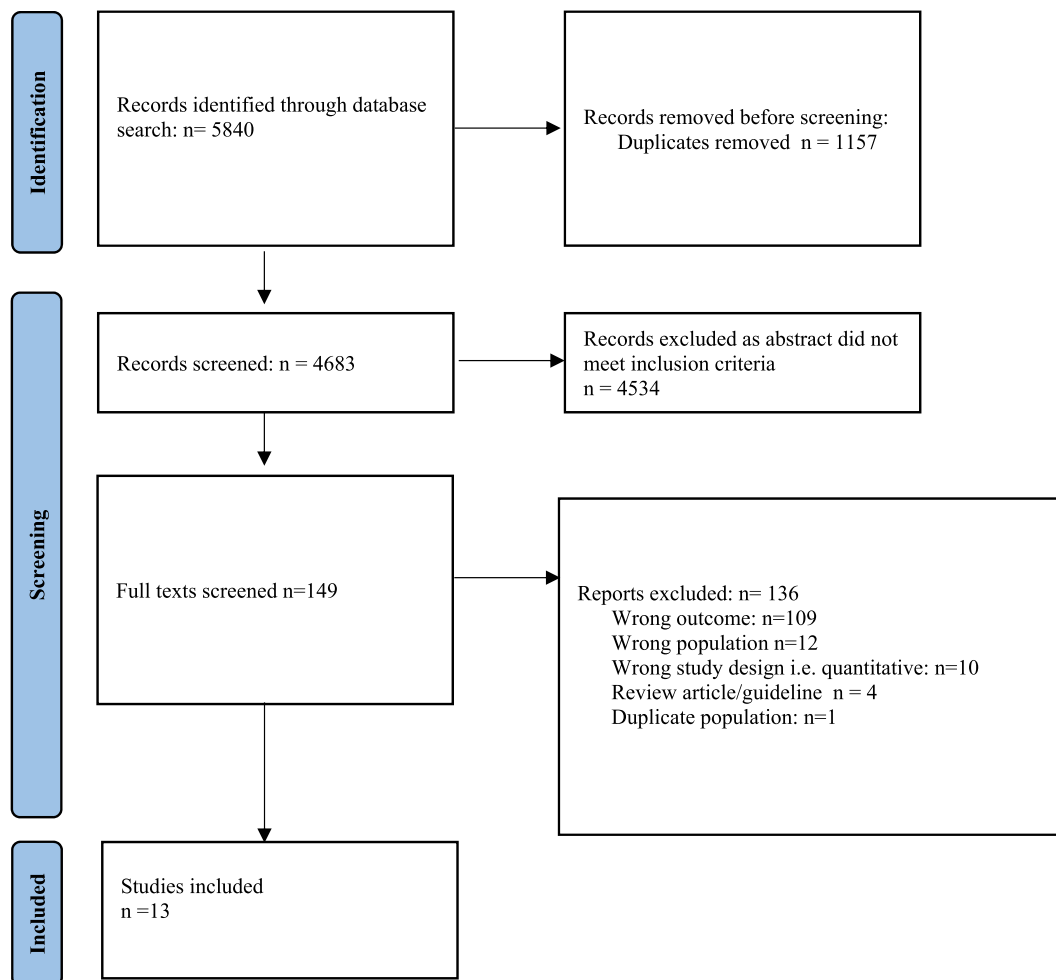 Identification
Records identified through database
search: n= 5840
Records removed before screening:
Duplicates removed  n = 1157
Screening
Records screened: n = 4683
Records excluded as abstract did not
meet inclusion criteria
n = 4534
Full texts screened n=149
Reports excluded: n= 136
Wrong outcome: n=109
Wrong population n=12
Wrong study design i.e. quantitative: n=10
Review article/guideline  n = 4
Duplicate population: n=1
Included
Studies included
n =13